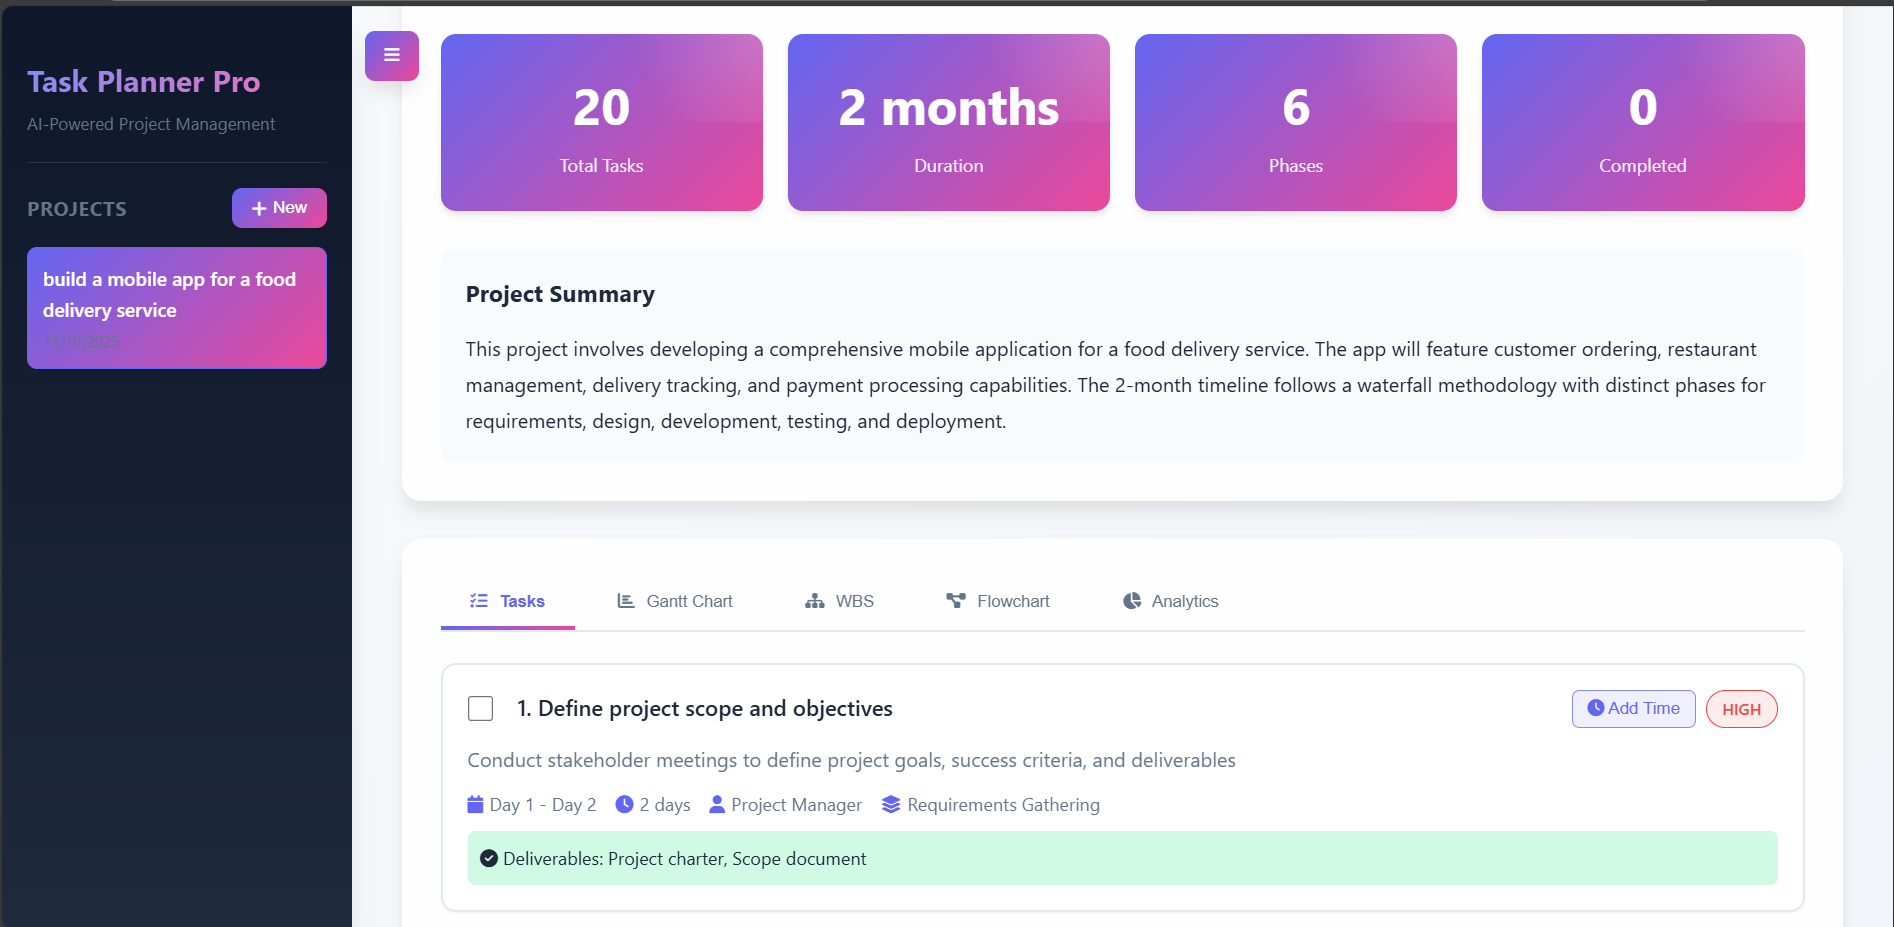 Task Planner Pro
AI-Powered Project Management
PROJECTS
New
build a mobile app for a food
delivery service
13/10/2025
20
Total Tasks
2 months
Duration
6
Phases
0
Completed
Project Summary
This project involves developing a comprehensive mobile application for a food delivery service. The app will feature customer ordering, restaurant
management, delivery tracking, and payment processing capabilities. The 2-month timeline follows a waterfall methodology with distinct phases for
requirements, design, development, testing, and deployment.
Tasks
Gantt Chart
WBS
Flowchart
Analytics
1. Define project scope and objectives
Add Time
HIGH
Conduct stakeholder meetings to define project goals, success criteria, and deliverables
Day 1 - Day 2
2 days
Project Manager
Requirements Gathering
Deliverables: Project charter, Scope document